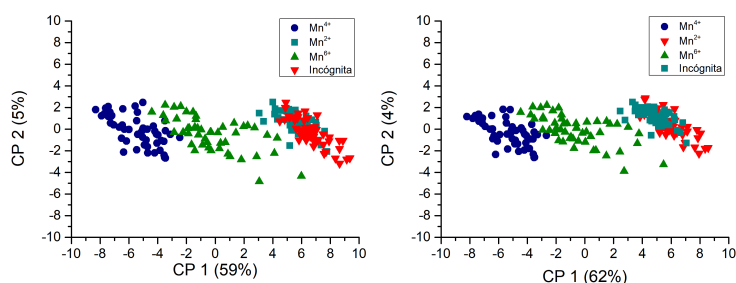 10
8
6
4
2
0
-2
-4
-6
-8
-10
CP 2 (5%)
-10 -8 -6 -4 -2 0 2 4 6 8 10
CP 1 (59%)
Mn4+
Mn2+
Mn6+
Incógnita
10
8
6
4
2
0
-2
-4
-6
-8
-10
CP 2 (4%)
-10 -8 -6 -4 -2 0 2 4 6 8 10
CP 1 (62%)
Mn4+
Mn2+
Mn6+
Incógnita